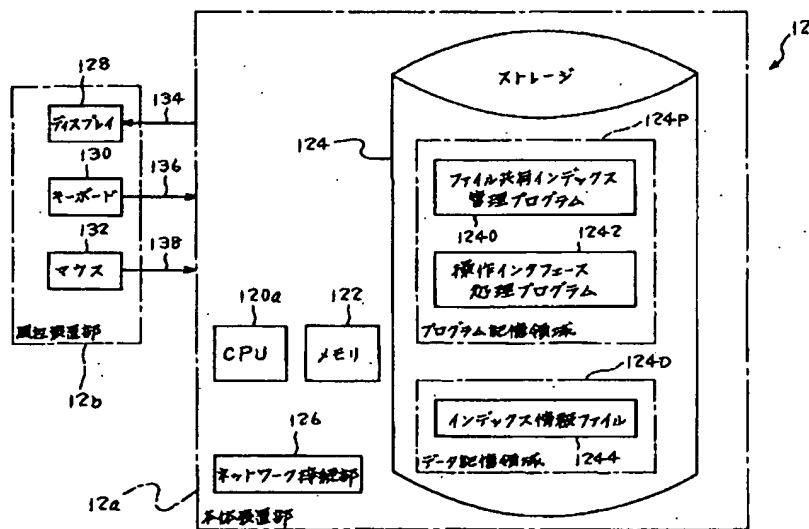 12
ストレージ
128
ディスプレイ
134
130
キーボード
136
132
マウス
138
周辺装置部
12b
124
124P
ファイル共有インデックス
管理プログラム
1240
1242
操作インタフェース
処理プログラム
プログラム記憶領域
120a
CPU
122
メモリ
124D
インデックス情報ファイル
1244
データ記憶領域
126
ネットワーク接続部
12a
本体装置部